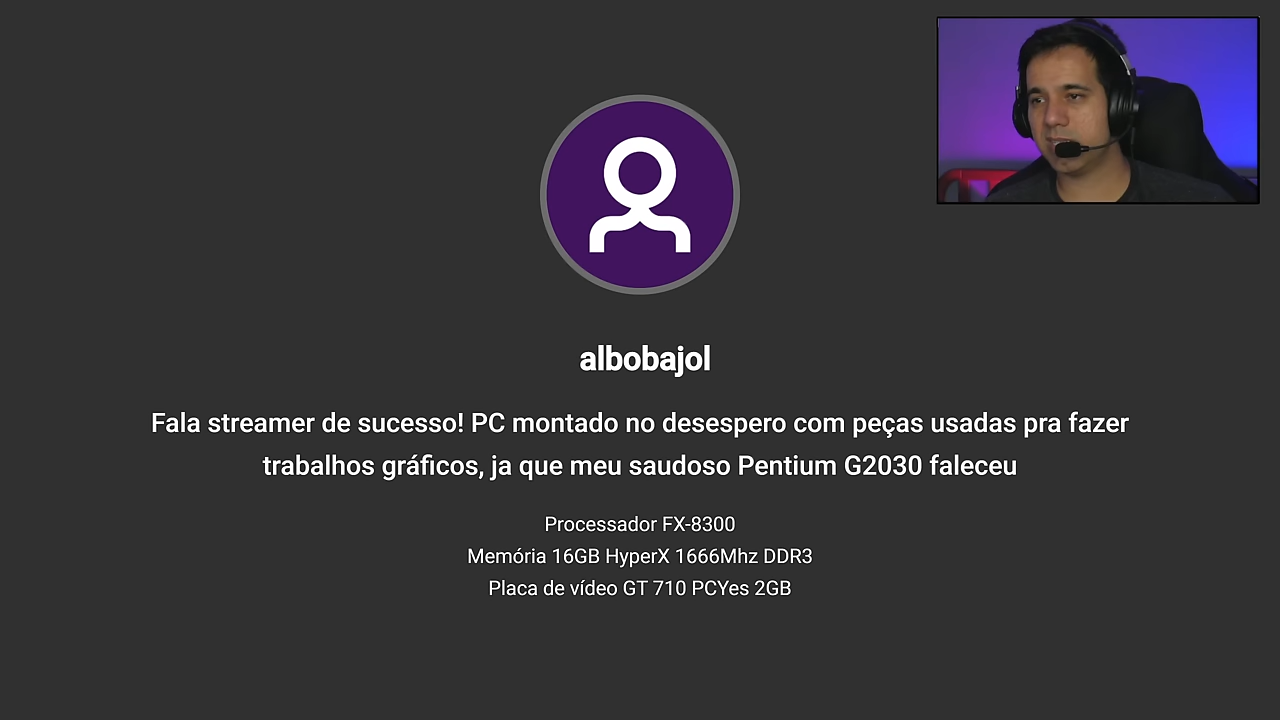 albobajol
Fala streamer de sucesso! PC montado no desespero com peças usadas pra fazer
trabalhos gráficos, ja que meu saudoso Pentium G2030 faleceu
Processador FX-8300
Memória 16GB HyperX 1666Mhz DDR3
Placa de vídeo GT 710 PCYes 2GB